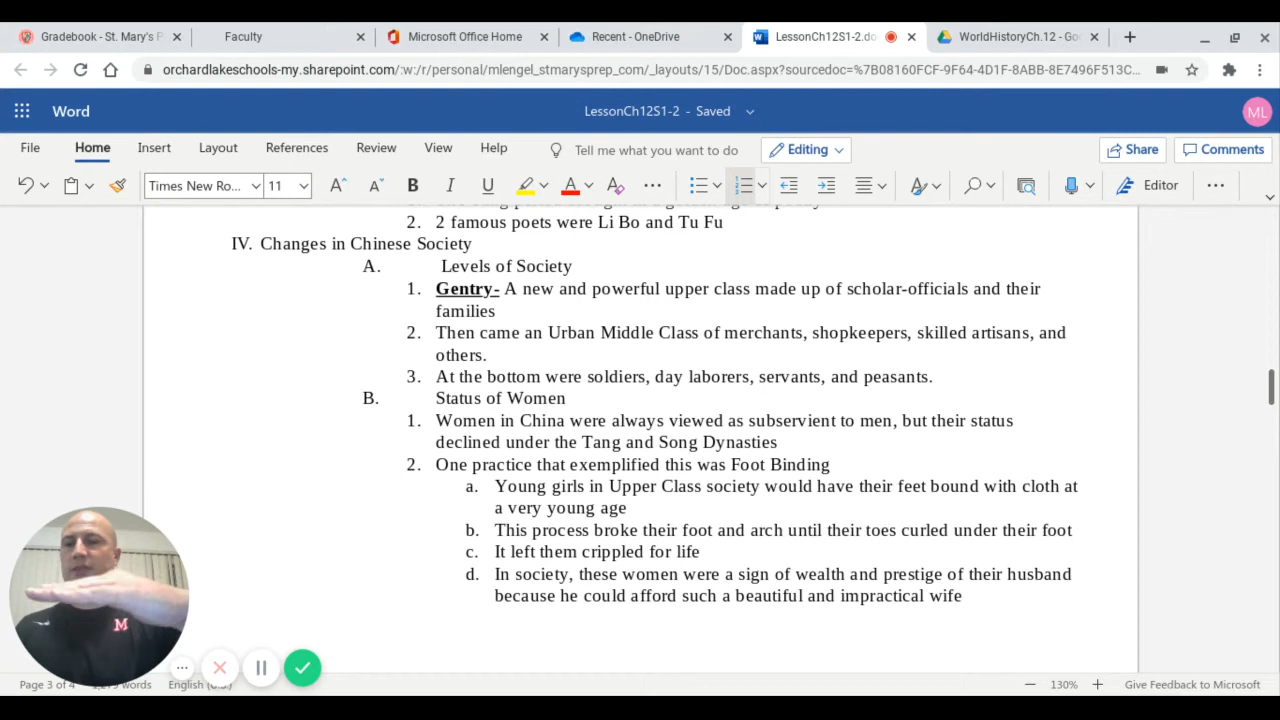 Gradebook - St. Mary's P
Faculty
Microsoft Office Home
Recent - OneDrive
LessonCh12S1-2.do
WorldHistoryCh.12 - Go
orchardlakeschools-my.sharepoint.com/:w:/r/personal/mlengel_stmarysprep_com/_layouts/15/Doc.aspx?sourcedoc=%7B08160FCF-9F64-4D1F-8ABB-8E7496F513C...
Word
LessonCh12S1-2 - Saved
ML
File Home Insert Layout References Review View Help Tell me what you want to do Editing Share Comments
Times New Ro... 11 A A B I U A ... Editor ...
2. 2 famous poets were Li Bo and Tu Fu
IV. Changes in Chinese Society
A. Levels of Society
1. Gentry- A new and powerful upper class made up of scholar-officials and their
families
2. Then came an Urban Middle Class of merchants, shopkeepers, skilled artisans, and
others.
3. At the bottom were soldiers, day laborers, servants, and peasants.
B. Status of Women
1. Women in China were always viewed as subservient to men, but their status
declined under the Tang and Song Dynasties
2. One practice that exemplified this was Foot Binding
a. Young girls in Upper Class society would have their feet bound with cloth at
a very young age
b. This process broke their foot and arch until their toes curled under their foot
c. It left them crippled for life
d. In society, these women were a sign of wealth and prestige of their husband
because he could afford such a beautiful and impractical wife
M
Page 3 of 4 words English (U.S.) 130% Give Feedback to Microsoft